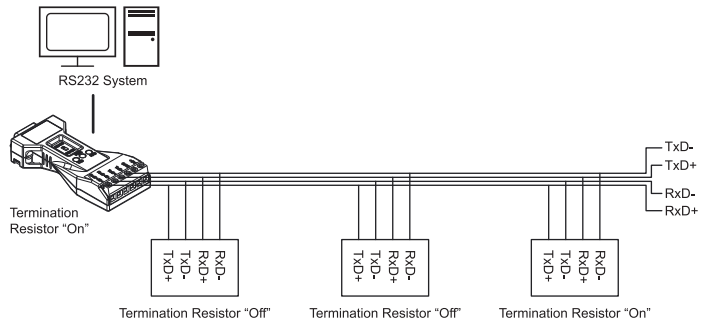 RS232 System
TxD-
TxD+
RxD-
RxD+
Termination
Resistor “On”
TxD+
TxD-
RxD+
RxD-
TxD+
TxD-
RxD+
RxD-
TxD+
TxD-
RxD+
RxD-
Termination Resistor “Off”
Termination Resistor “Off”
Termination Resistor “On”